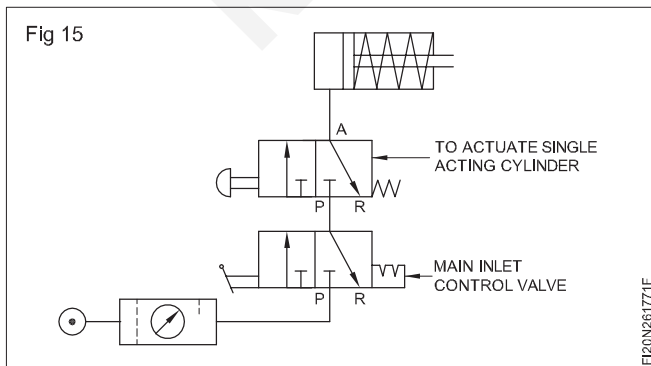 Fig 15
A
TO ACTUATE SINGLE
ACTING CYLINDER
P R
MAIN INLET
CONTROL VALVE
P R
FI20N261771F